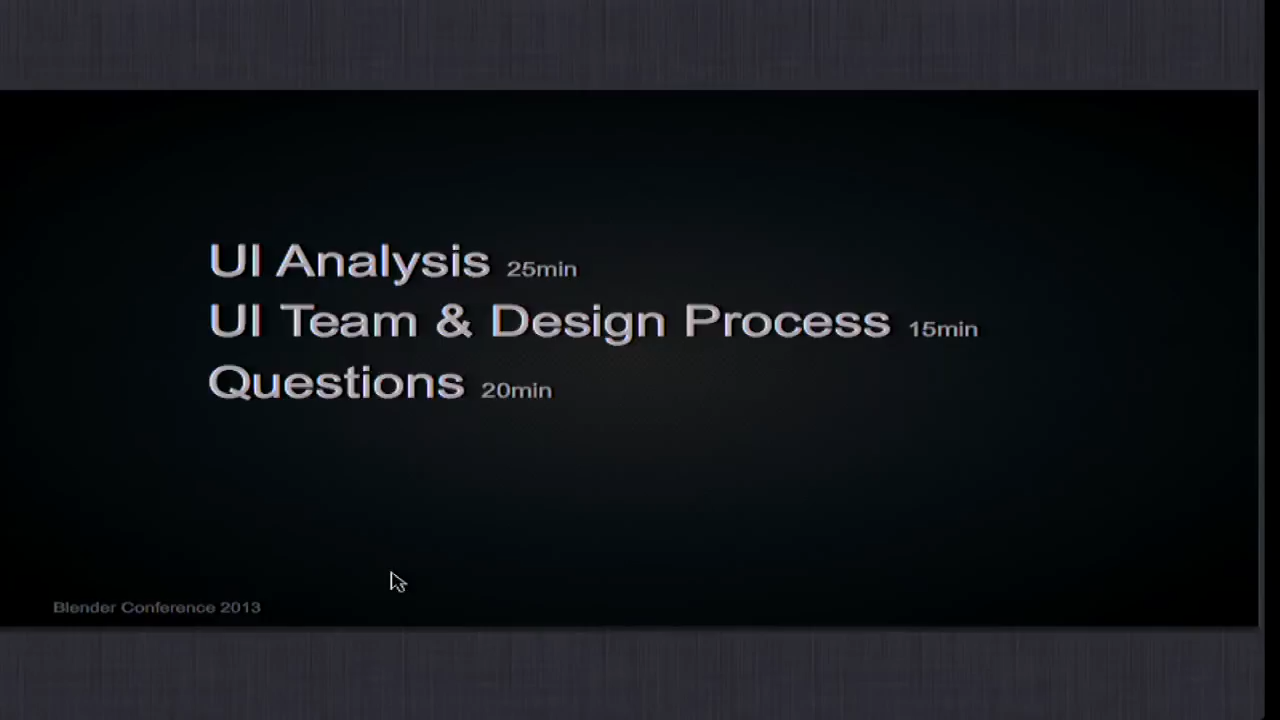 UI Analysis 25min
UI Team & Design Process 15min
Questions 20min
Blender Conference 2013